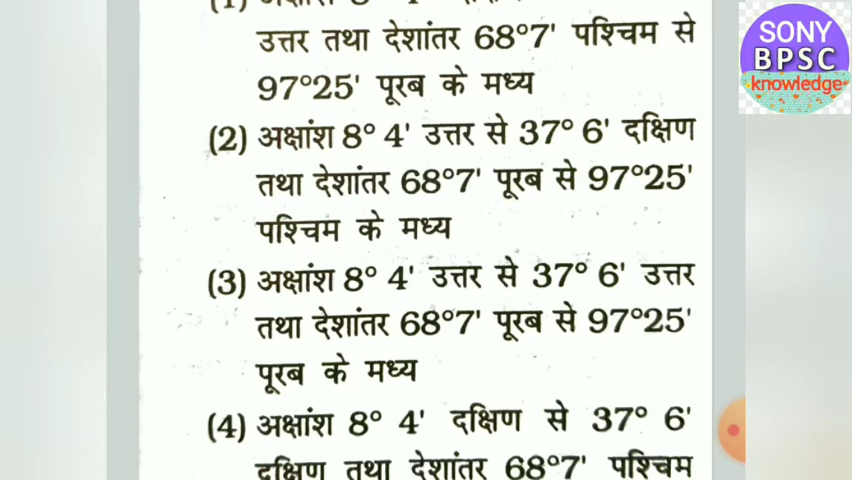 उत्तर तथा देशांतर 68°7' पश्चिम से
97°25' पूरब के मध्य
(2) अक्षांश 8° 4' उत्तर से 37° 6' दक्षिण
तथा देशांतर 68°7' पूरब से 97°25'
पश्चिम के मध्य
(3) अक्षांश 8° 4' उत्तर से 37° 6' उत्तर
तथा देशांतर 68°7' पूरब से 97°25'
पूरब के मध्य
(4) अक्षांश 8° 4' दक्षिण से 37° 6'
दक्षिण तथा देशांतर 68°7' पश्चिम
SONY
BPSC
knowledge